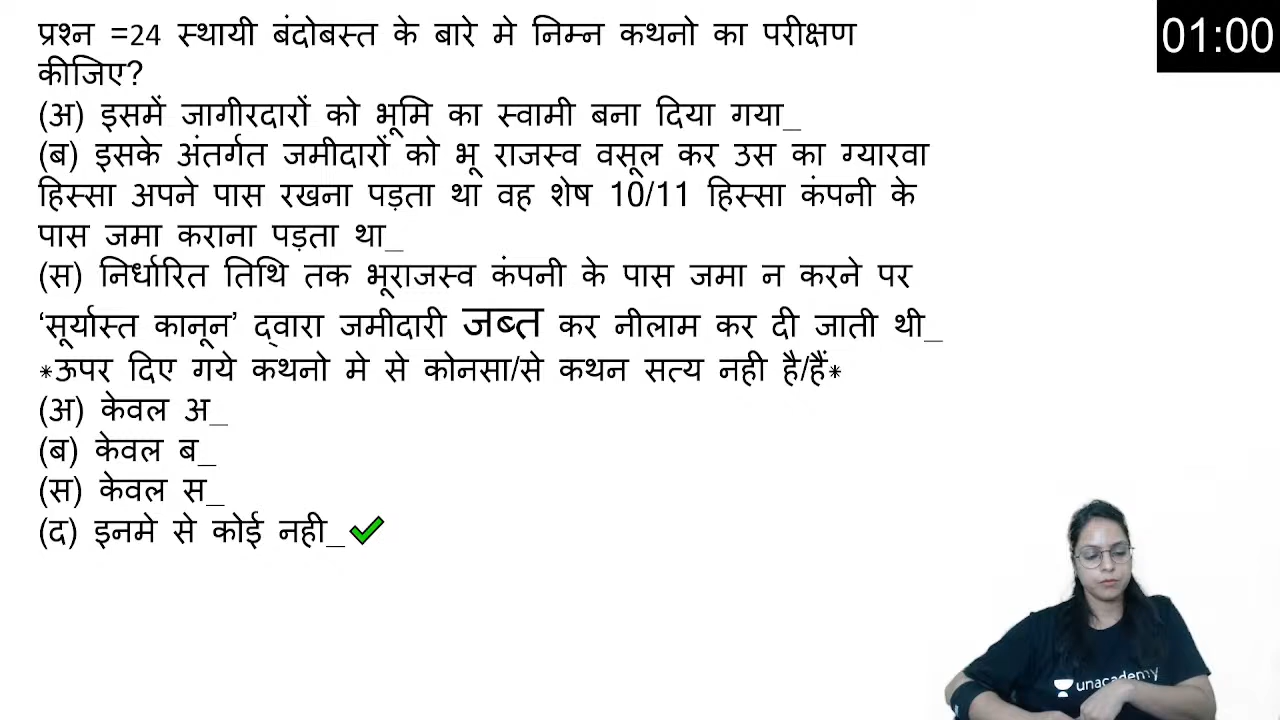 प्रश्न =24 स्थायी बंदोबस्त के बारे मे निम्न कथनो का परीक्षण
01:00
कीजिए?
(अ) इसमें जागीरदारों को भूमि का स्वामी बना दिया गया_
(ब) इसके अंतर्गत जमीदारों को भू राजस्व वसूल कर उस का ग्यारवा
हिस्सा अपने पास रखना पड़ता था वह शेष 10/11 हिस्सा कंपनी के
पास जमा कराना पड़ता था_
(स) निर्धारित तिथि तक भूराजस्व कंपनी के पास जमा न करने पर
‘सूर्यास्त कानून’ द्वारा जमीदारी जब्त कर नीलाम कर दी जाती थी_
*ऊपर दिए गये कथनो मे से कोनसा/से कथन सत्य नही है/हैं*
(अ) केवल अ_
(ब) केवल ब_
(स) केवल स_
(द) इनमे से कोई नही_
unacademy